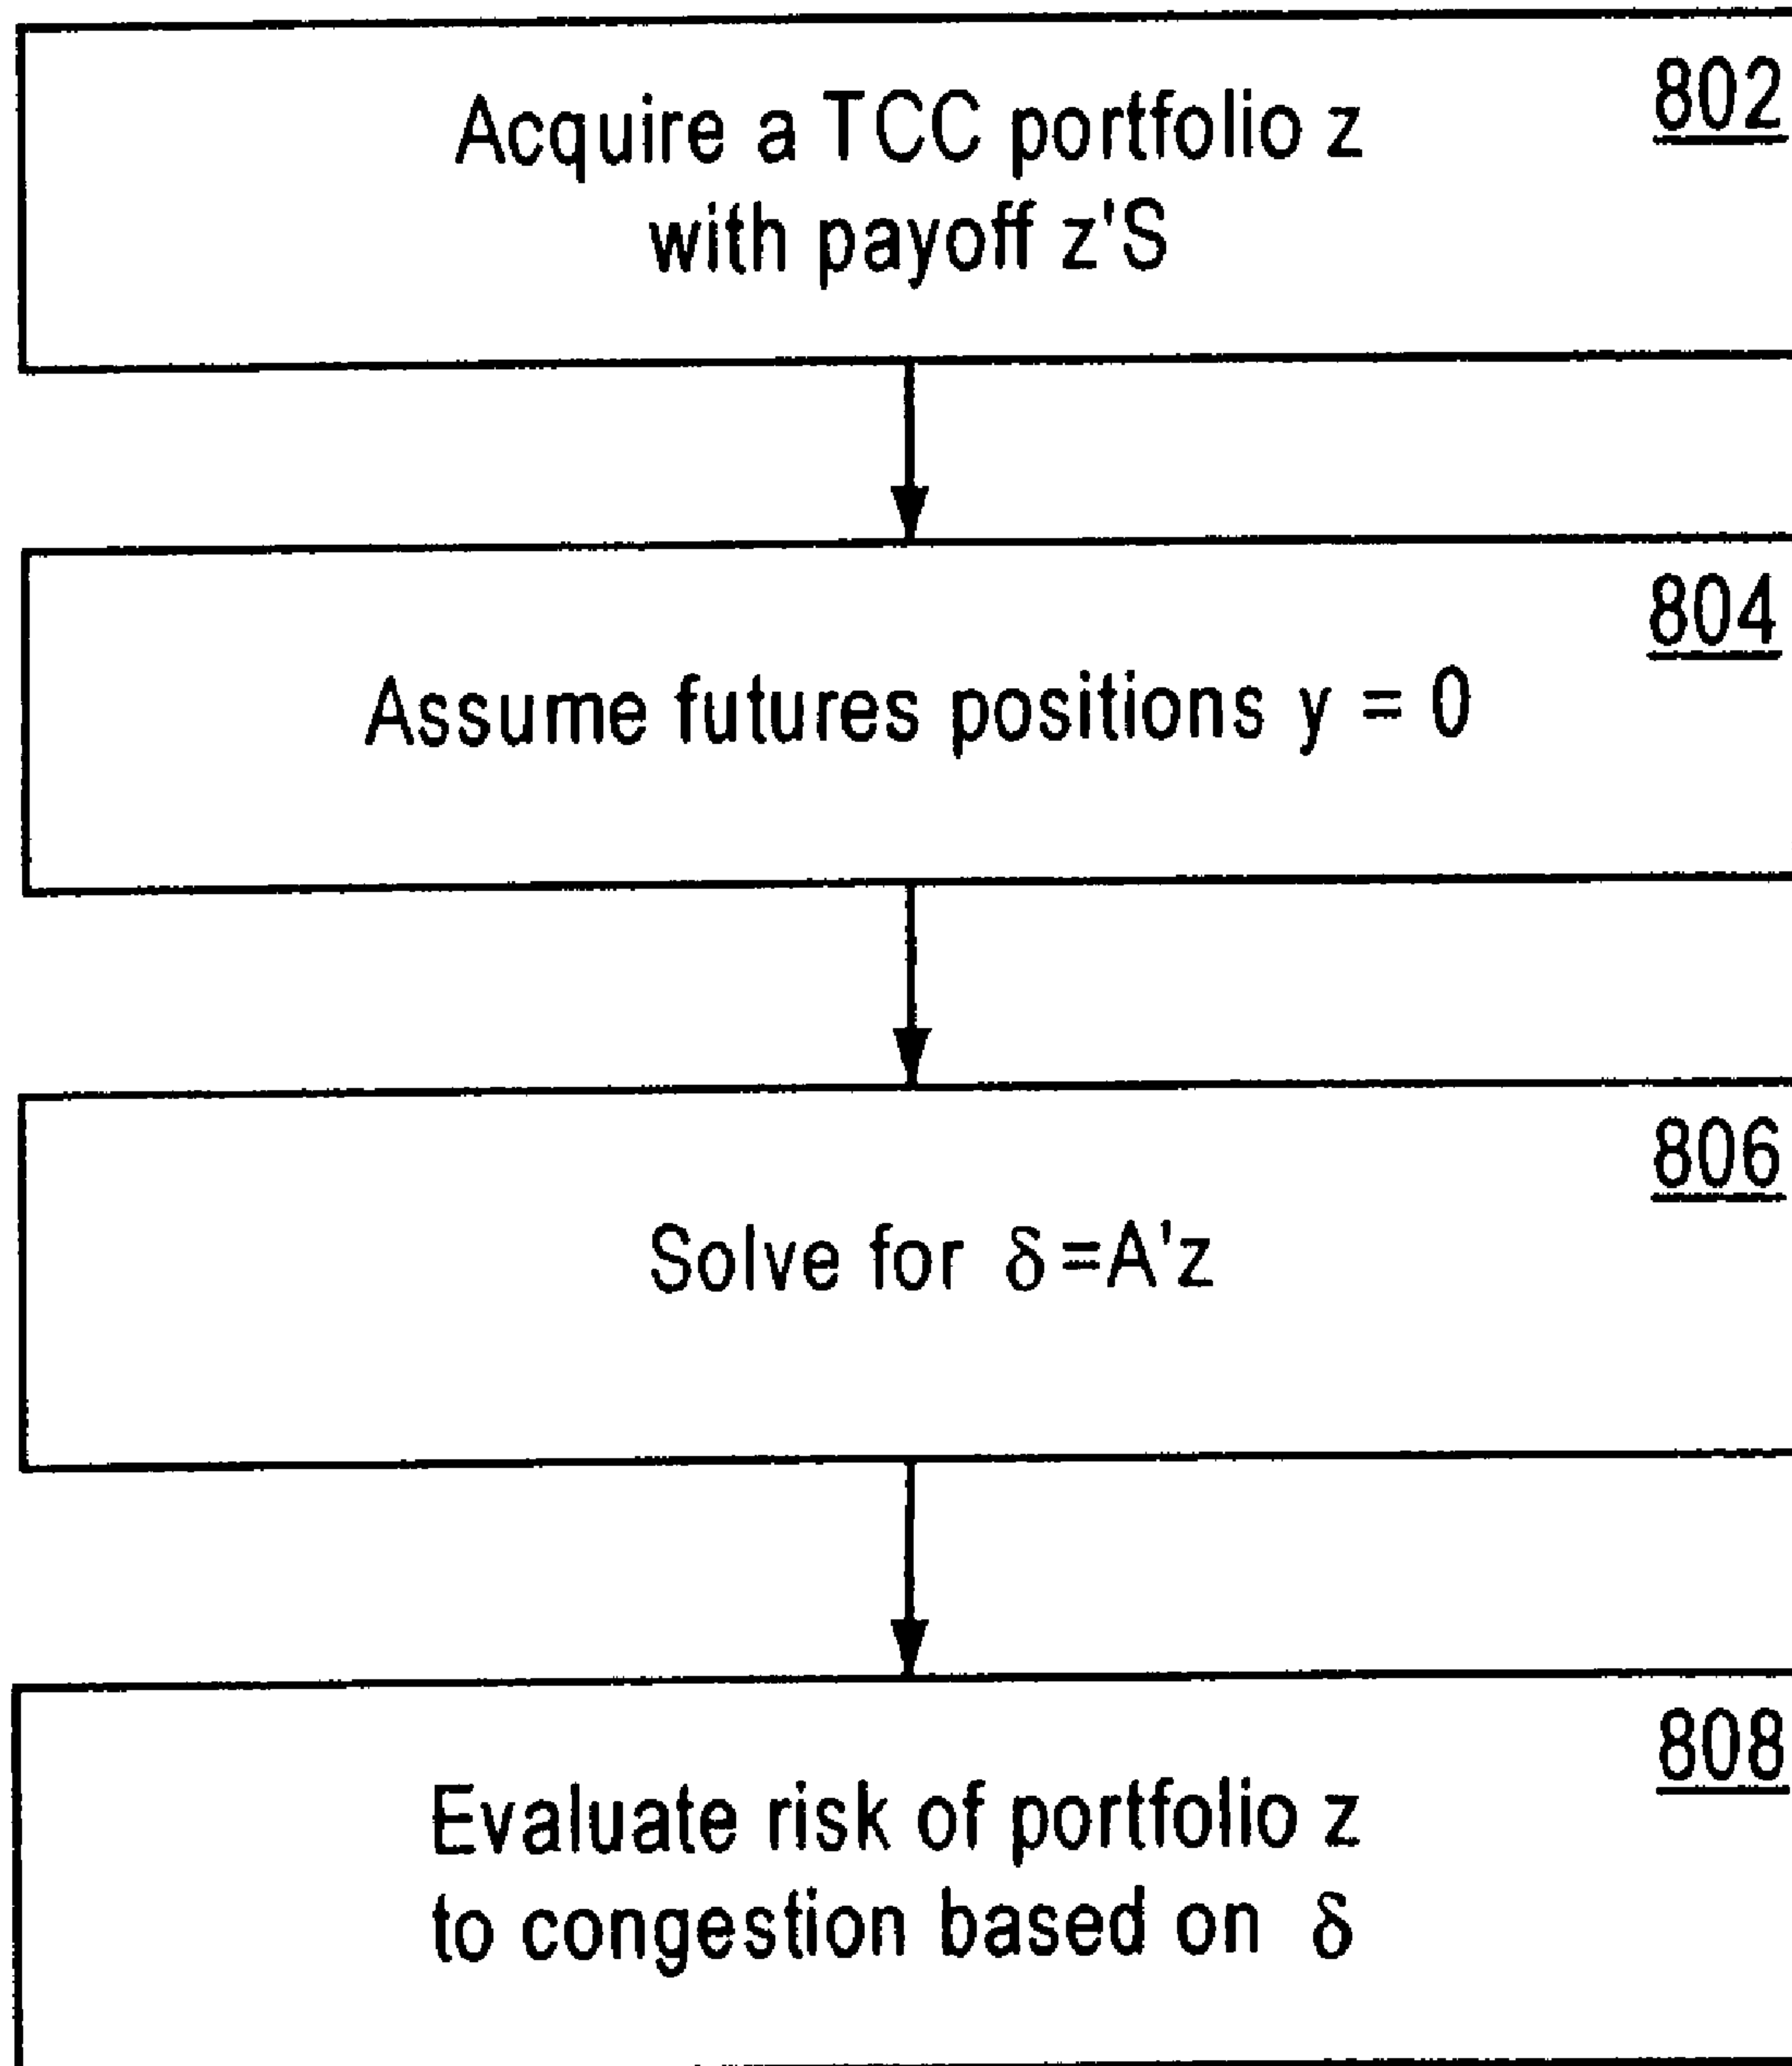 802
Acquire a TCC portfolio z
with payoff z'S
804
Assume futures positions y = 0
806
Solve for δ=A'z
808
Evaluate risk of portfolio z
to congestion based on δ